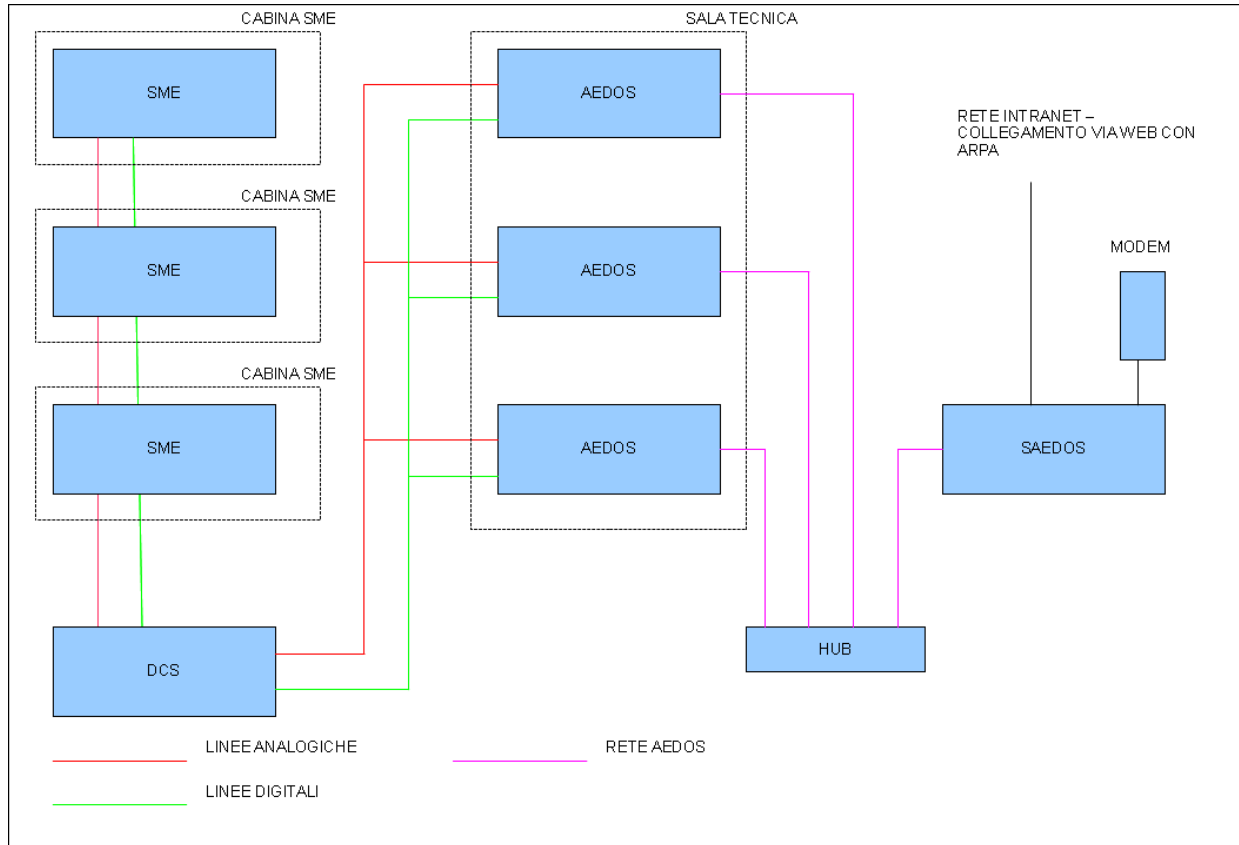 CABINA SME
SALA TECNICA
SME
AEDOS
RETE INTRANET –
COLLEGAMENTO VIA WEB CON
ARPA
CABINA SME
SME
AEDOS
MODEM
CABINA SME
SME
AEDOS
SAEDOS
DCS
HUB
LINEE ANALOGICHE
RETE AEDOS
LINEE DIGITALI